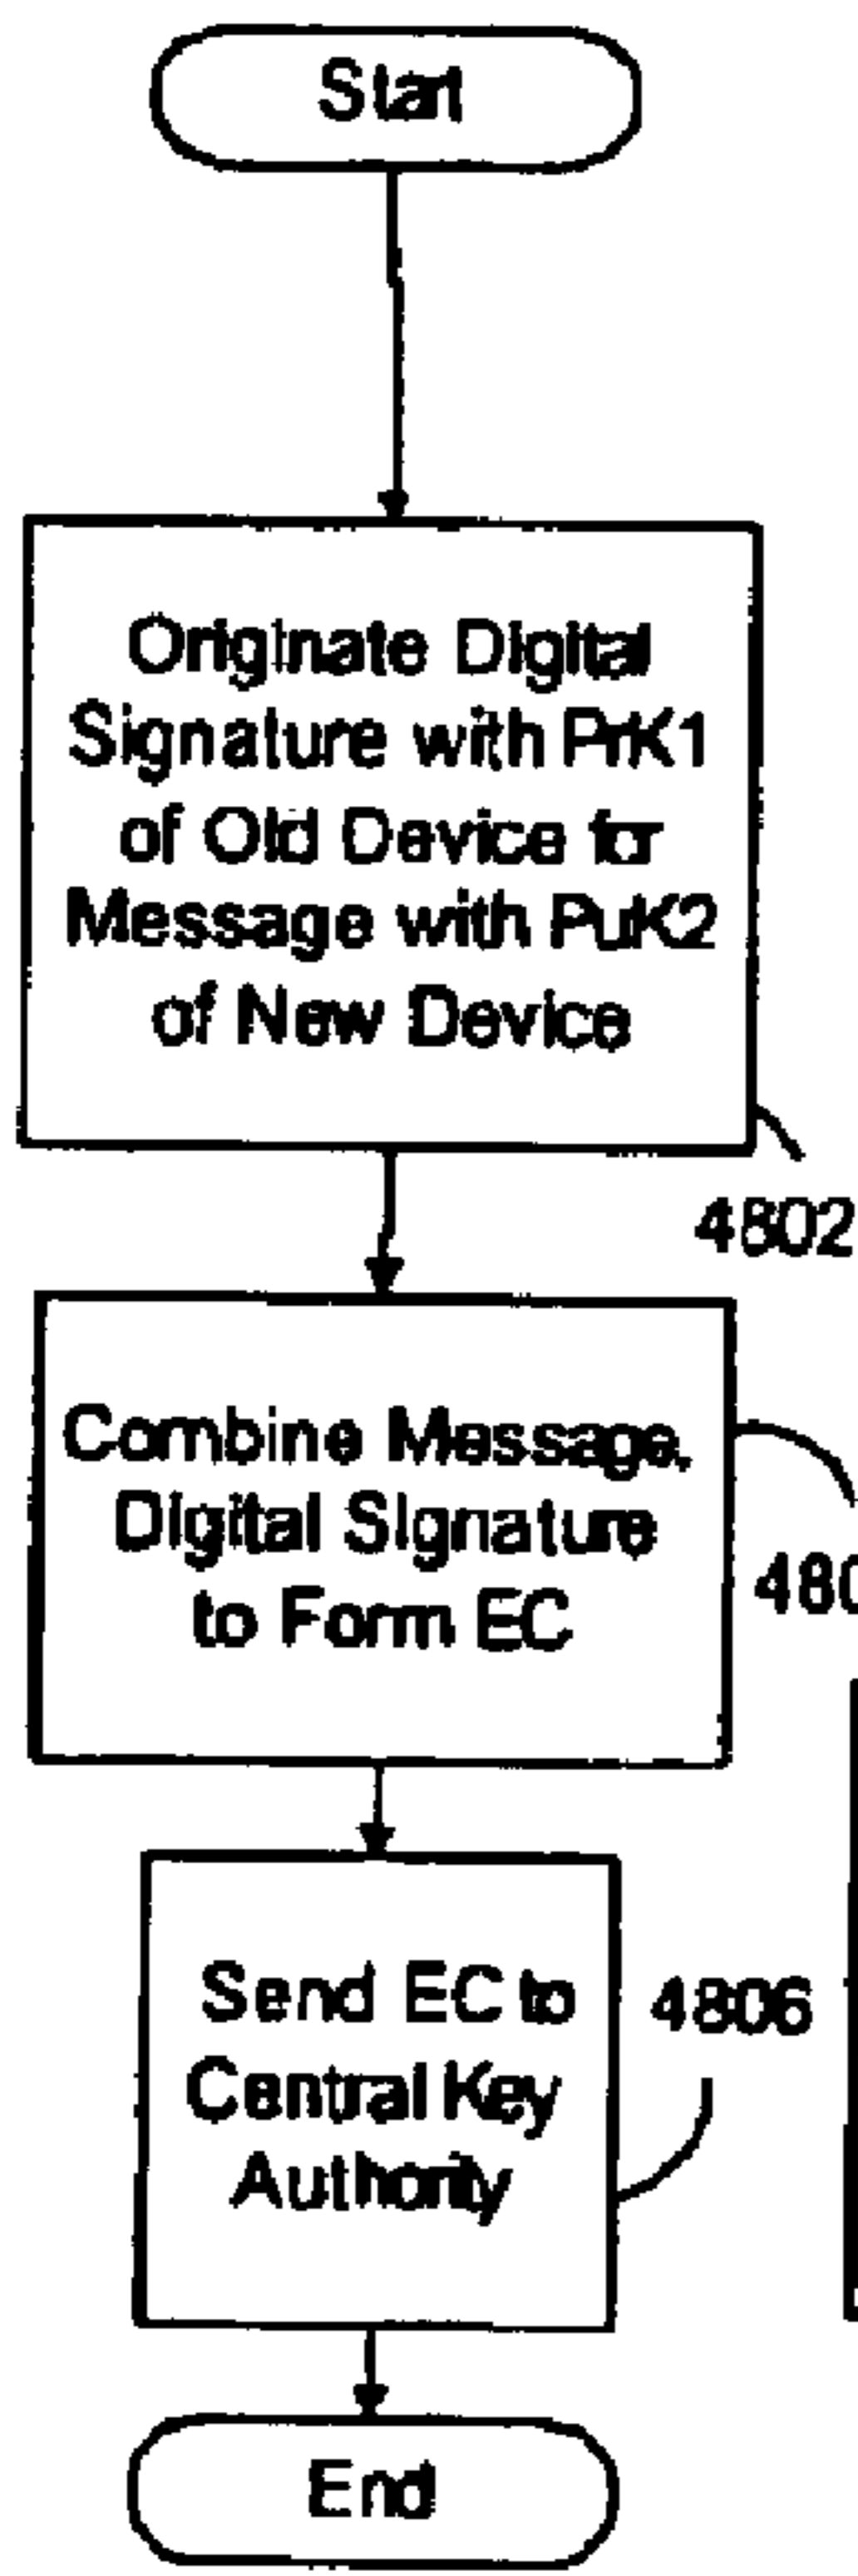 Start
Originate Digital
Signature with PrK1
of Old Device for
Message with PuK2
of New Device
4802
Combine Message,
Digital Signature
to Form EC
480
Send EC to
Central Key
Authority
4806
End